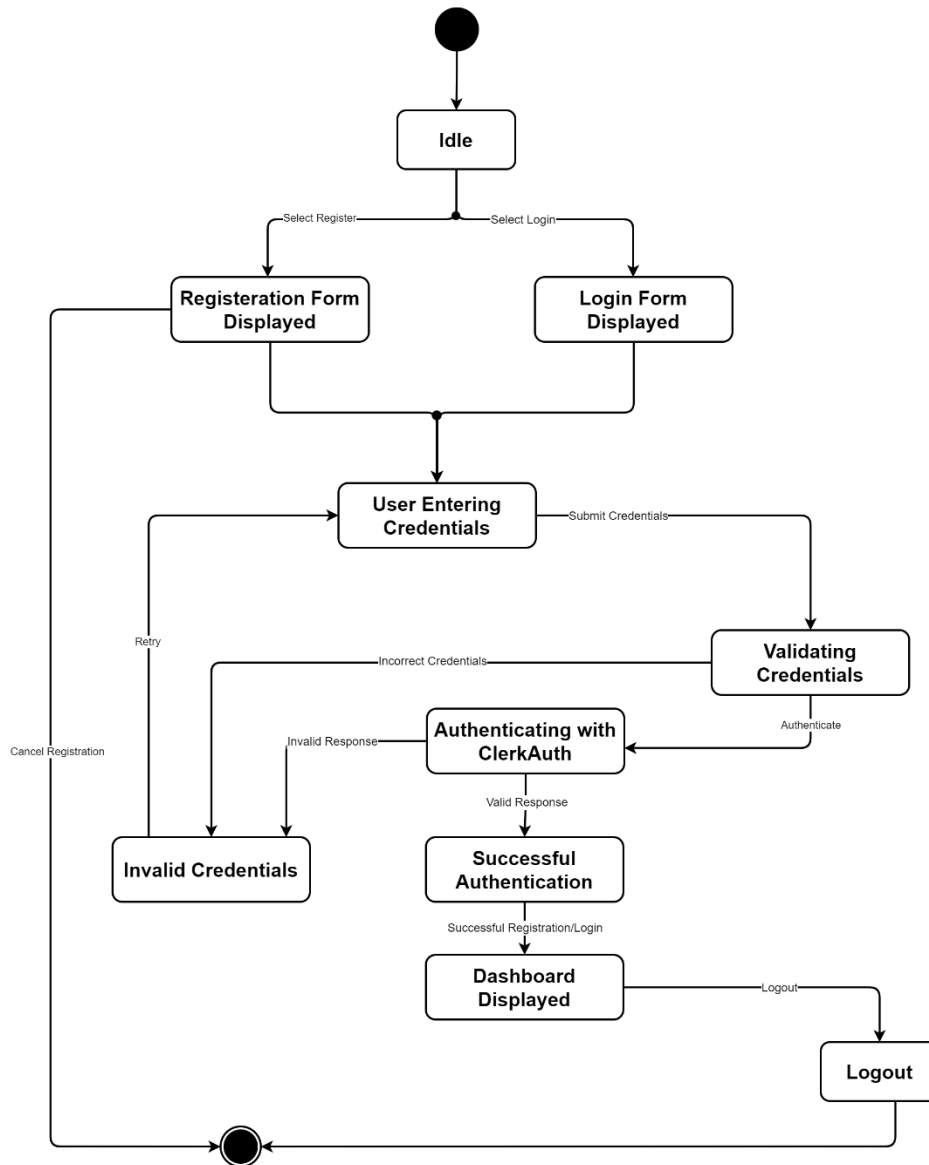 Idle
Select Register
Select Login
Registeration Form
Displayed
Login Form
Displayed
User Entering
Credentials
Submit Credentials
Retry
Validating
Credentials
Incorrect Credentials
Authenticate
Authenticating with
ClerkAuth
Invalid Response
Cancel Registration
Valid Response
Invalid Credentials
Successful
Authentication
Successful Registration/Login
Dashboard
Displayed
Logout
Logout